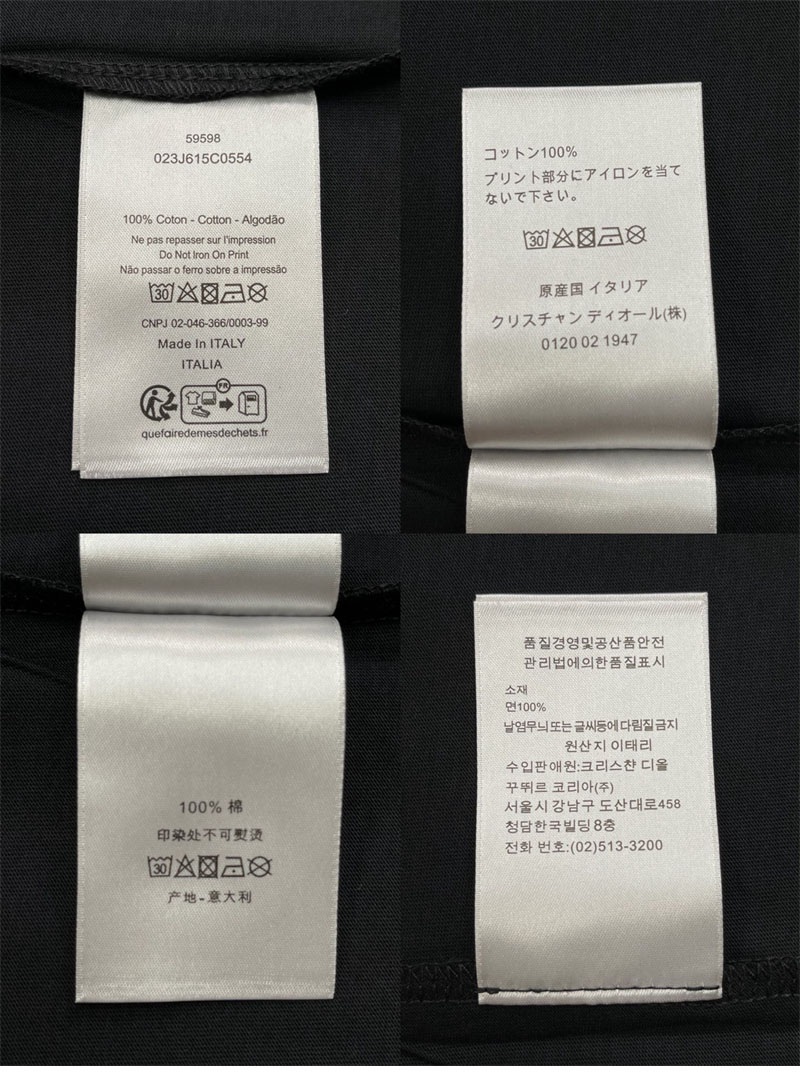 59598
023J615C0554
100% Coton - Cotton - Algodão
Ne pas repasser sur l'impression
Do Not Iron On Print
Não passar o ferro sobre a impressão
30
CNPJ 02-046-366/0003-99
Made In ITALY
ITALIA
FR
quefairedemesdechets.fr
コットン100%
プリント部分にアイロンを当て
ないで下さい。
30
原産国 イタリア
クリスチャン ディオール(株)
0120 02 1947
100% 棉
印染处不可熨烫
30
产地-意大利
품질경영및공산품안전
관리법에의한품질표시
소재
면100%
날염무늬 또는 글씨등에 다림질 금지
원산지 이태리
수입판 애원:크리스챤 디올
꾸뛰르 코리아(주)
서울시 강남구 도산대로458
청담한국빌딩 8층
전화 번호:(02)513-3200